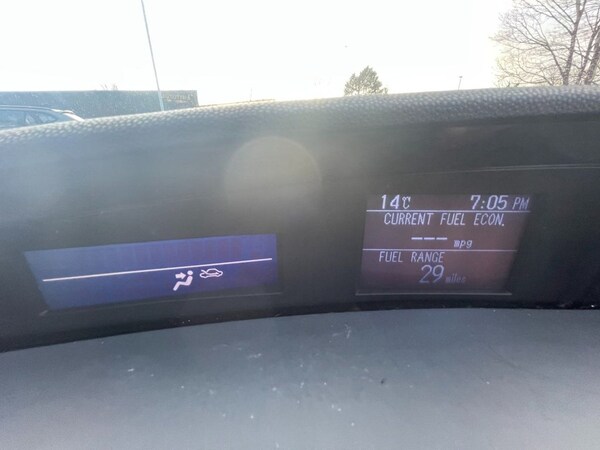 14°C 7:05 PM
CURRENT FUEL ECON.
--- mpg
FUEL RANGE
29 miles